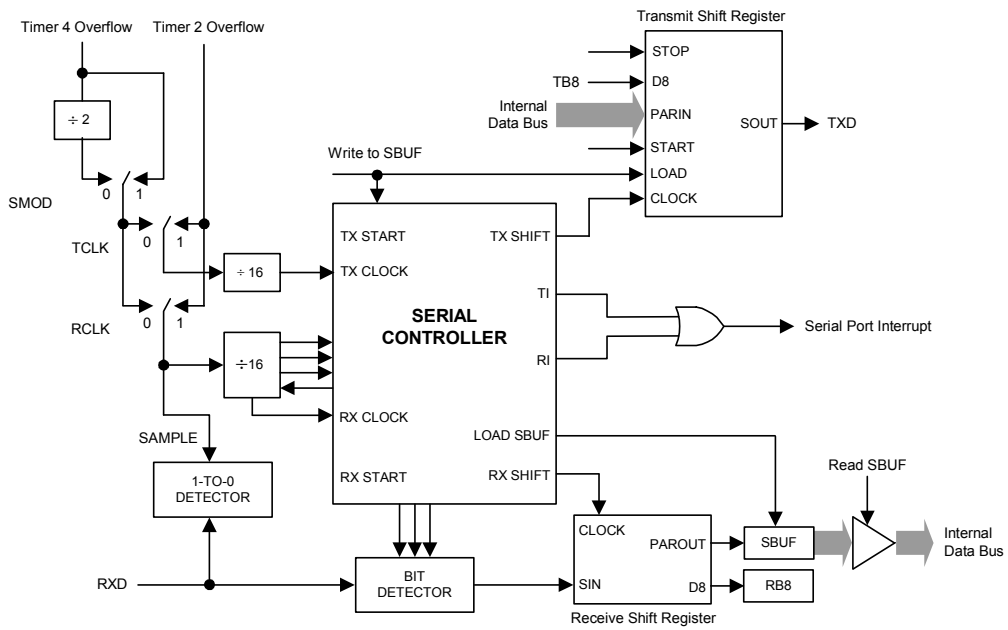 Timer 4 Overflow
Timer 2 Overflow
÷ 2
SMOD
0
1
TCLK
0
1
RCLK
0
1
÷ 16
÷16
SAMPLE
1-TO-0
DETECTOR
RXD
Write to SBUF
TX START
TX CLOCK
SERIAL
CONTROLLER
RX CLOCK
RX START
TX SHIFT
TI
RI
LOAD SBUF
RX SHIFT
BIT
DETECTOR
Transmit Shift Register
STOP
TB8
D8
Internal
Data Bus
PARIN
SOUT
TXD
START
LOAD
CLOCK
Serial Port Interrupt
Read SBUF
CLOCK
PAROUT
SIN
D8
SBUF
RB8
Internal
Data Bus
Receive Shift Register